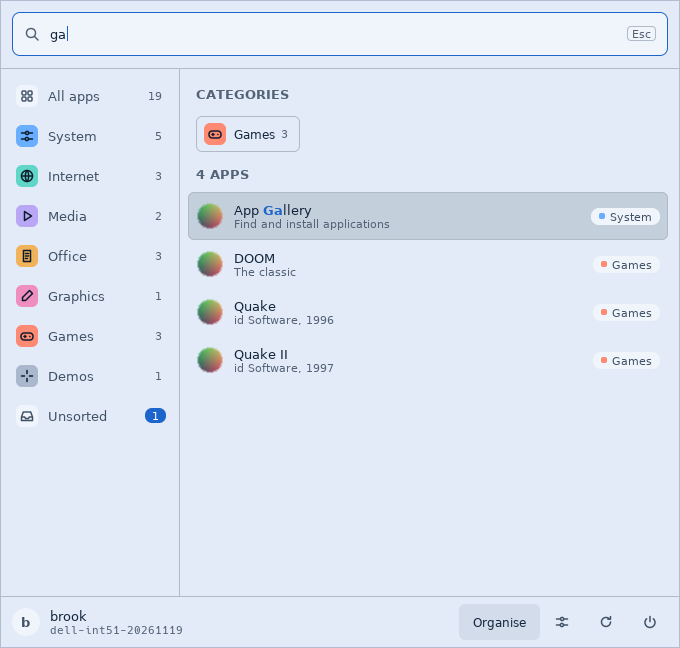 ga
Esc
All apps 19
System 5
Internet 3
Media 2
Office 3
Graphics 1
Games 3
Demos 1
Unsorted 1
CATEGORIES
Games 3
4 APPS
App Gallery
Find and install applications
System
DOOM
The classic
Games
Quake
id Software, 1996
Games
Quake II
id Software, 1997
Games
b
brook
dell-int51-20261119
Organise